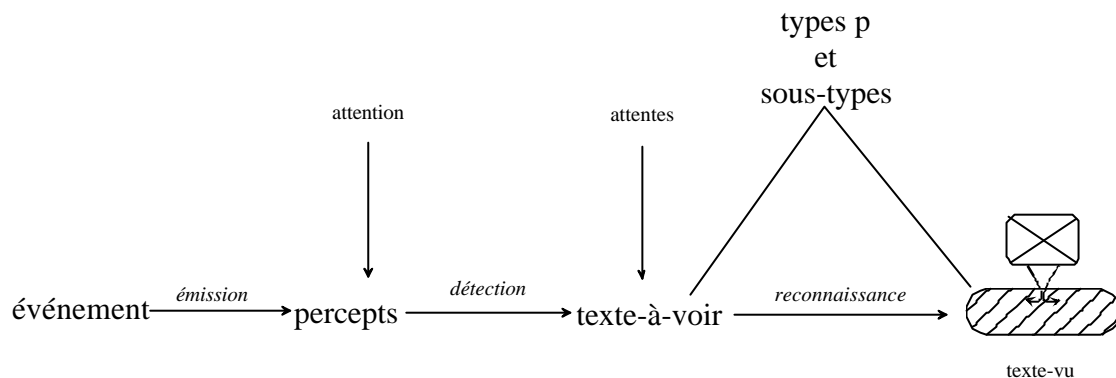 types p
et
sous-types
attention
attentes
événement
émission
percepts
détection
texte-à-voir
reconnaissance
texte-vu